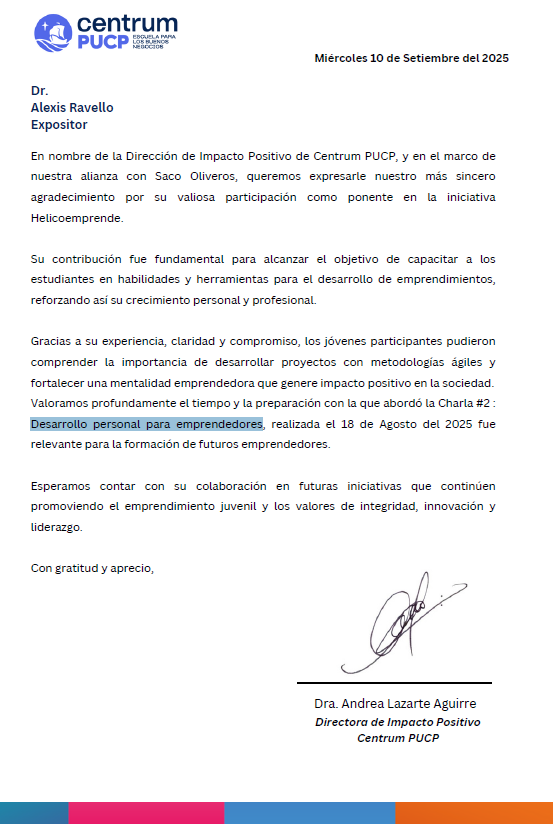 centrum
PUCP ESCUELA PARA
LOS BUENOS
NEGOCIOS
Miércoles 10 de Setiembre del 2025
Dr.
Alexis Ravello
Expositor
En nombre de la Dirección de Impacto Positivo de Centrum PUCP, y en el marco de
nuestra alianza con Saco Oliveros, queremos expresarle nuestro más sincero
agradecimiento por su valiosa participación como ponente en la iniciativa
Helicoemprende.
Su contribución fue fundamental para alcanzar el objetivo de capacitar a los
estudiantes en habilidades y herramientas para el desarrollo de emprendimientos,
reforzando así su crecimiento personal y profesional.
Gracias a su experiencia, claridad y compromiso, los jóvenes participantes pudieron
comprender la importancia de desarrollar proyectos con metodologías ágiles y
fortalecer una mentalidad emprendedora que genere impacto positivo en la sociedad.
Valoramos profundamente el tiempo y la preparación con la que abordó la Charla #2 :
Desarrollo personal para emprendedores, realizada el 18 de Agosto del 2025 fue
relevante para la formación de futuros emprendedores.
Esperamos contar con su colaboración en futuras iniciativas que continúen
promoviendo el emprendimiento juvenil y los valores de integridad, innovación y
liderazgo.
Con gratitud y aprecio,
Dra. Andrea Lazarte Aguirre
Directora de Impacto Positivo
Centrum PUCP